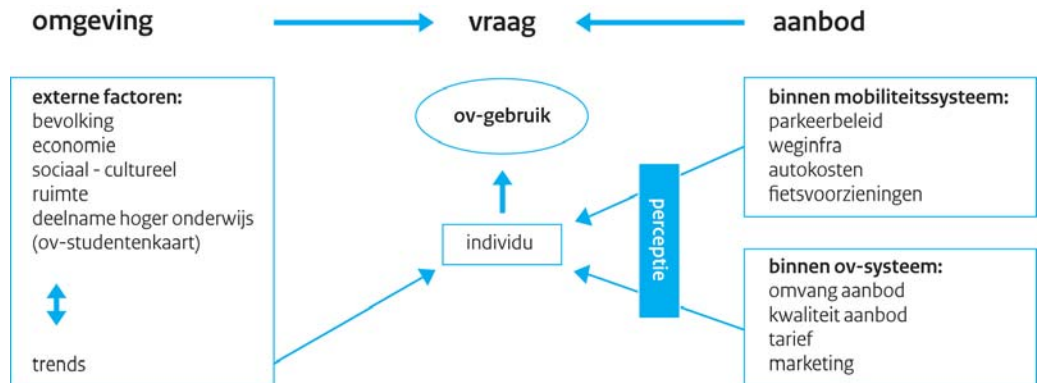 omgeving
vraag
aanbod
externe factoren:
bevolking
economie
sociaal - cultureel
ruimte
deelname hoger onderwijs
(ov-studentenkaart)
trends
ov-gebruik
individu
perceptie
binnen mobiliteitssysteem:
parkeerbeleid
weginfra
autokosten
fietsvoorzieningen
binnen ov-systeem:
omvang aanbod
kwaliteit aanbod
tarief
marketing